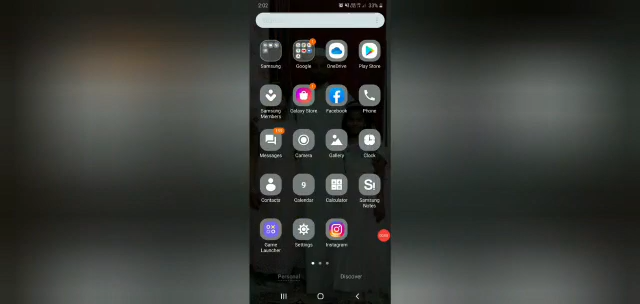 2:02
33%
Samsung
Google
OneDrive
Play Store
Samsung Members
Galaxy Store
Facebook
Phone
Messages
Camera
Gallery
Clock
9
Contacts
Calendar
Calculator
Samsung Notes
Game Launcher
Settings
Instagram
Personal
Discover